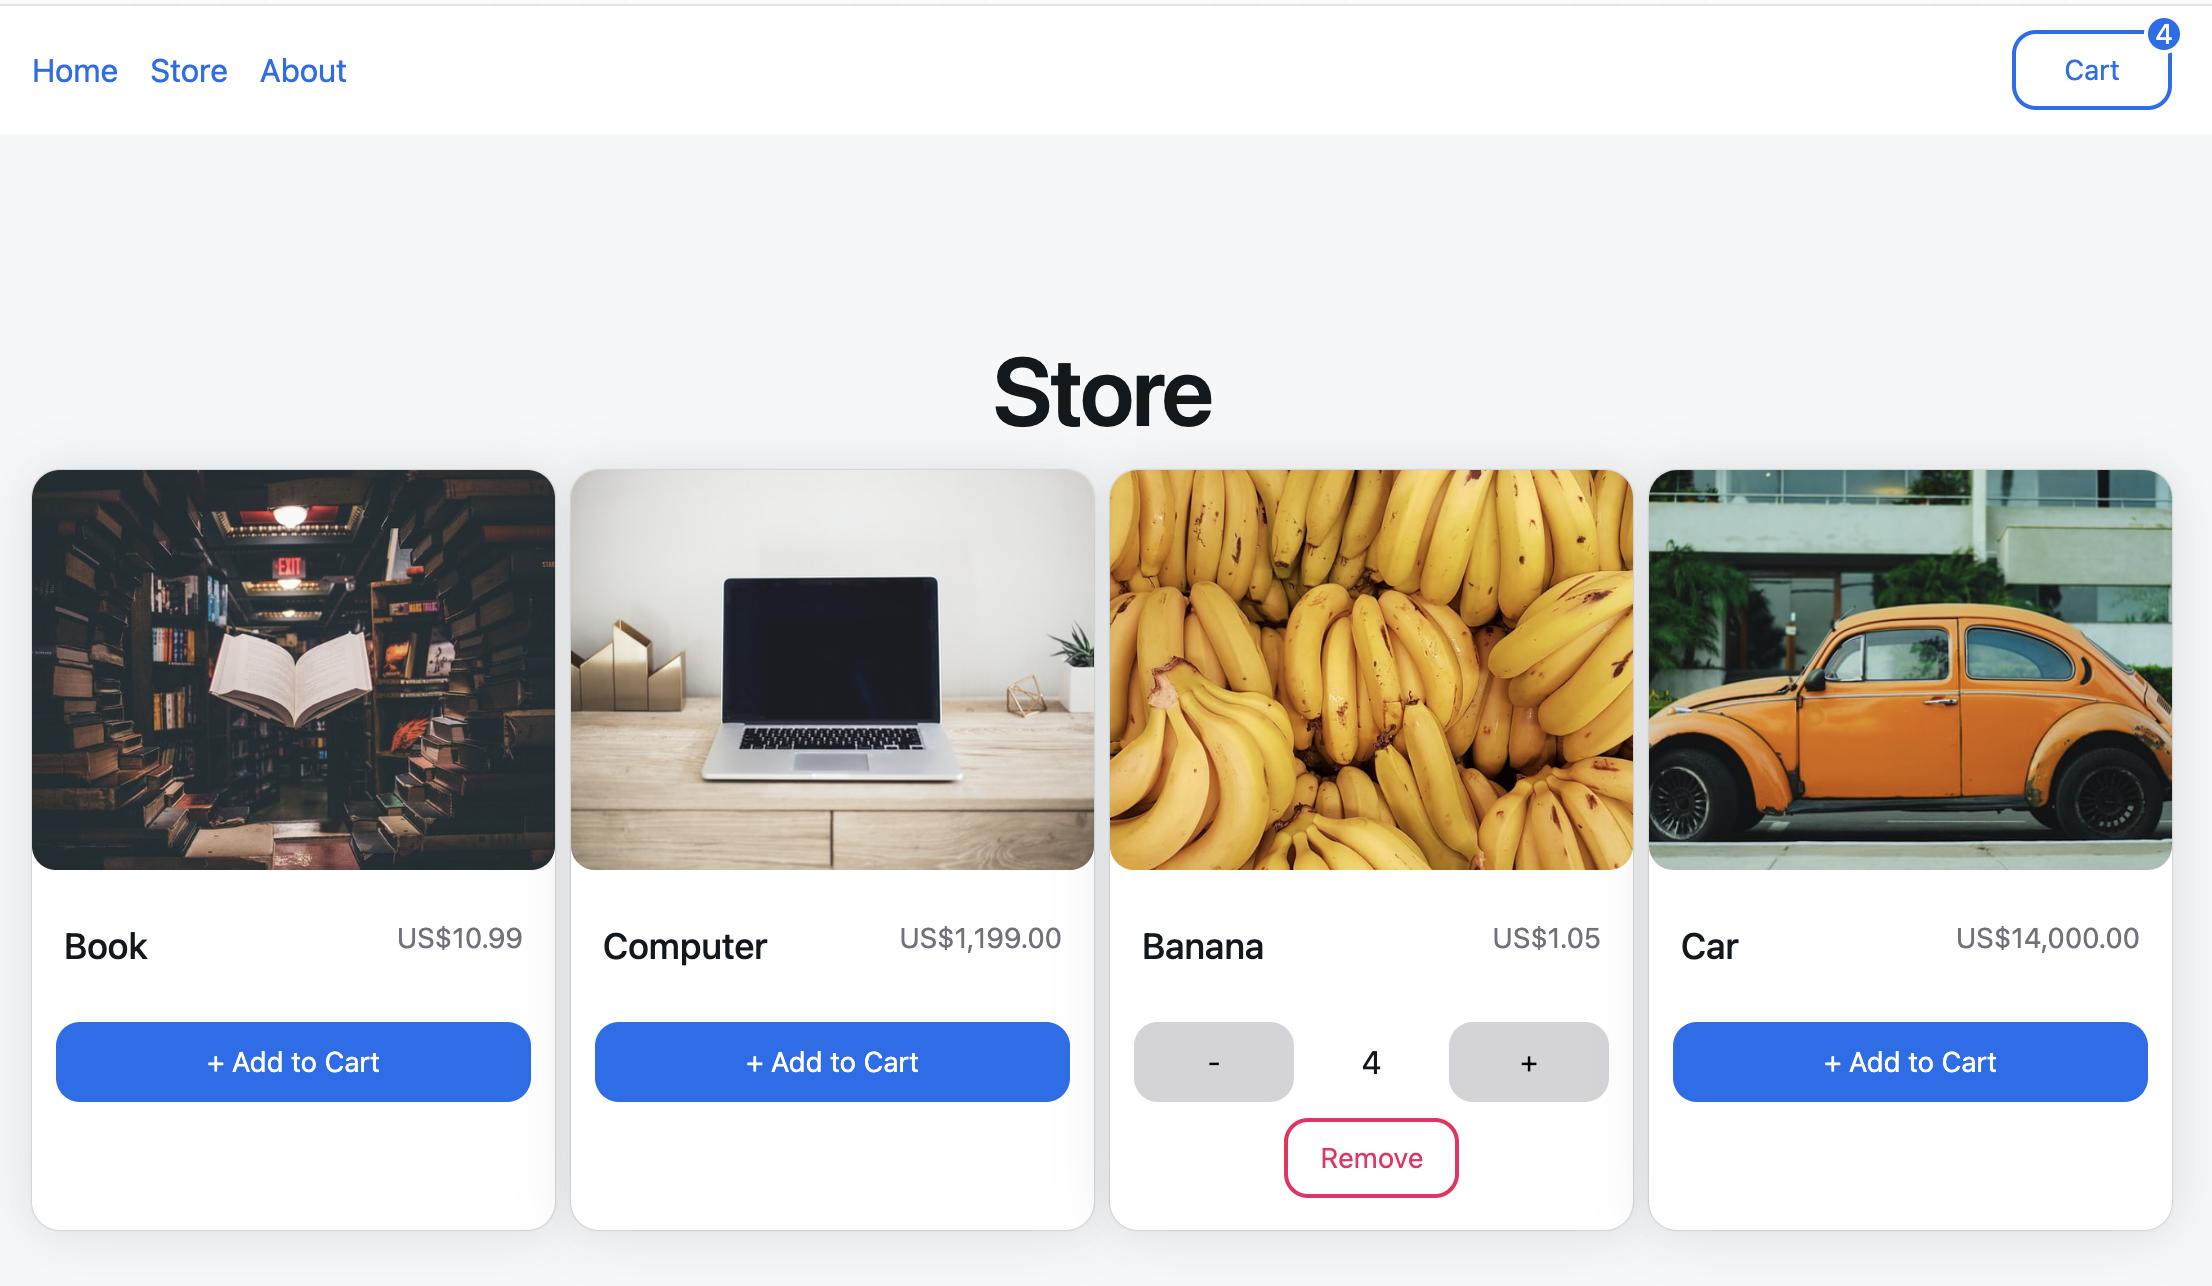 Home Store About
4
Cart
Store
EXIT
Book US$10.99
+ Add to Cart
Computer US$1,199.00
+ Add to Cart
Banana US$1.05
- 4 +
Remove
Car US$14,000.00
+ Add to Cart